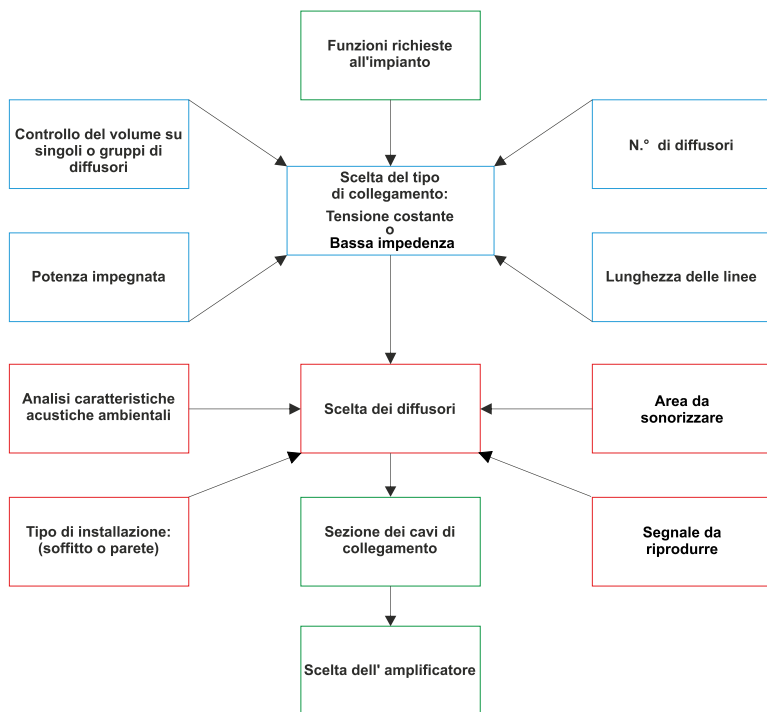 Funzioni richieste
all'impianto
Controllo del volume su
singoli o gruppi di
diffusori
N.° di diffusori
Scelta del tipo
di collegamento:
Tensione costante
o
Bassa impedenza
Potenza impegnata
Lunghezza delle linee
Analisi caratteristiche
acustiche ambientali
Scelta dei diffusori
Area da
sonorizzare
Tipo di installazione:
(soffitto o parete)
Sezione dei cavi di
collegamento
Segnale da
riprodurre
Scelta dell' amplificatore